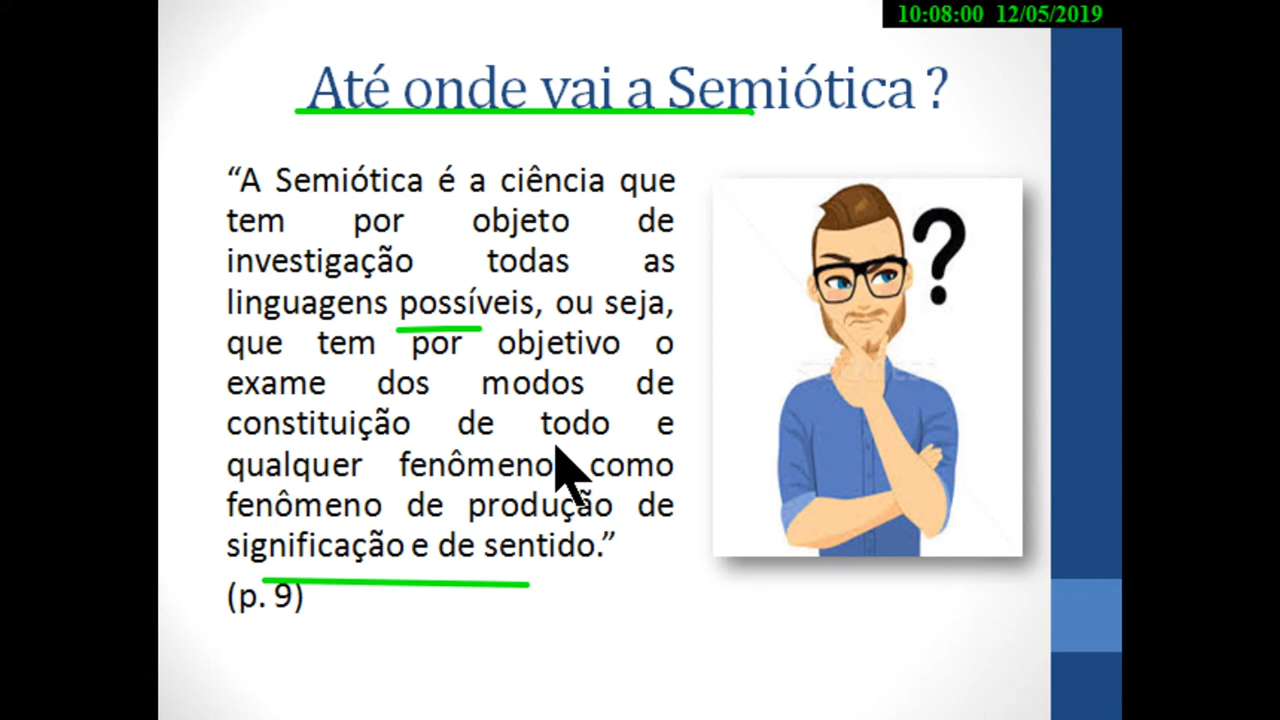 10:08:00 12/05/2019
Até onde vai a Semiótica ?
“A Semiótica é a ciência que
tem por objeto de
investigação todas as
linguagens possíveis, ou seja,
que tem por objetivo o
exame dos modos de
constituição de todo e
qualquer fenômeno como
fenômeno de produção de
significação e de sentido.”
(p. 9)
?